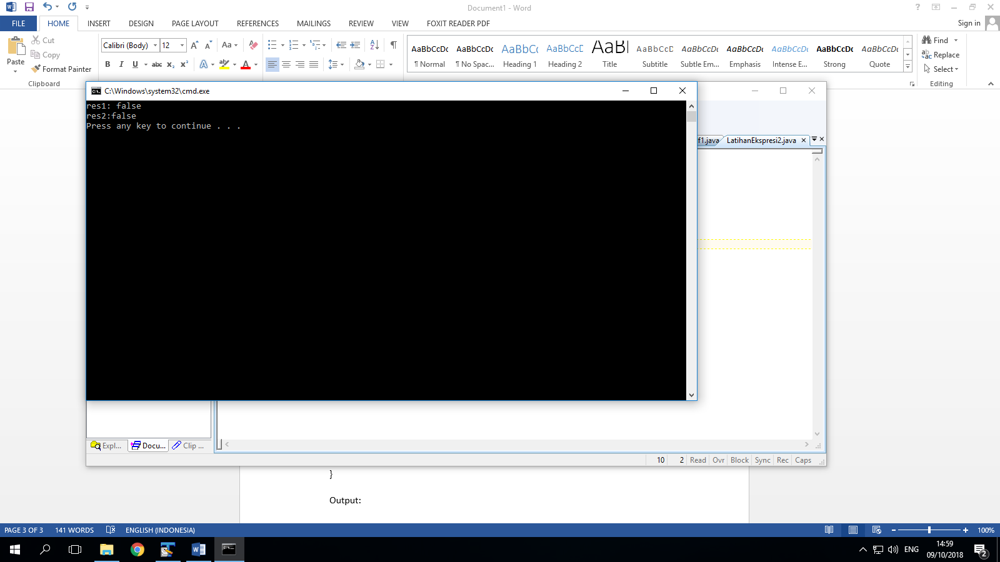 Document1 - Word
FILE HOME INSERT DESIGN PAGE LAYOUT REFERENCES MAILINGS REVIEW VIEW FOXIT READER PDF Sign in
Cut
Copy
Format Painter
Paste
Clipboard
Calibri (Body) 12
AaBbCcDc AaBbCcDc AaBbCc AaBbCcD AaBl AaBbCcD AaBbCcDc AaBbCcDc AaBbCcDc AaBbCcDc AaBbCcDc
¶ Normal ¶ No Spac... Heading 1 Heading 2 Title Subtitle Subtle Em... Emphasis Intense E... Strong Quote
Find
Replace
Select
Editing
C:\Windows\system32\cmd.exe
res1: false
res2:false
Press any key to continue . . .
f1.java LatihanEkspresi2.java
Expl... Docu... Clip ...
10 2 Read Ovr Block Sync Rec Caps
}
Output:
PAGE 3 OF 3 141 WORDS ENGLISH (INDONESIA) 100%
ENG 14:59
09/10/2018
2